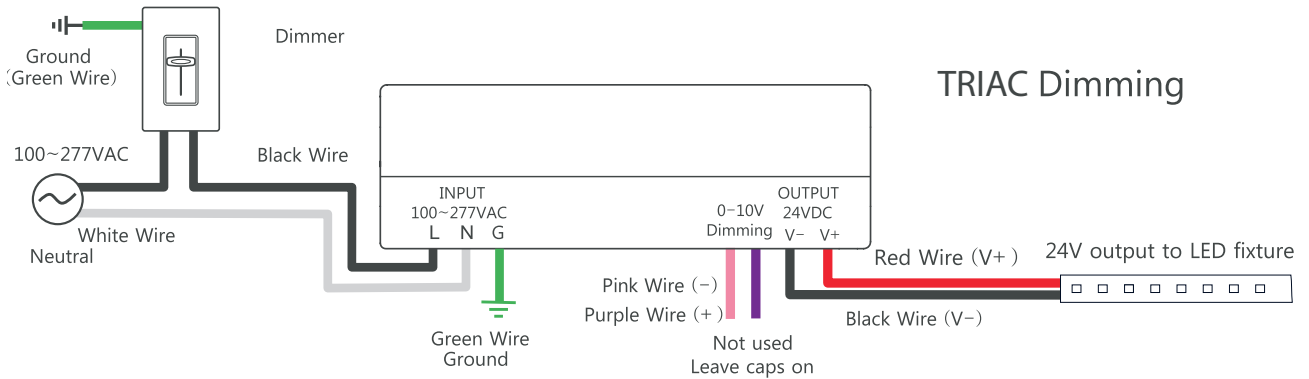 Dimmer
Ground
(Green Wire)
TRIAC Dimming
100~277VAC
Black Wire
INPUT
100~277VAC
L N G
0-10V
Dimming
OUTPUT
24VDC
V- V+
White Wire
Neutral
Red Wire (V+)
24V output to LED fixture
Pink Wire (-)
Purple Wire (+)
Black Wire (V-)
Green Wire
Ground
Not used
Leave caps on